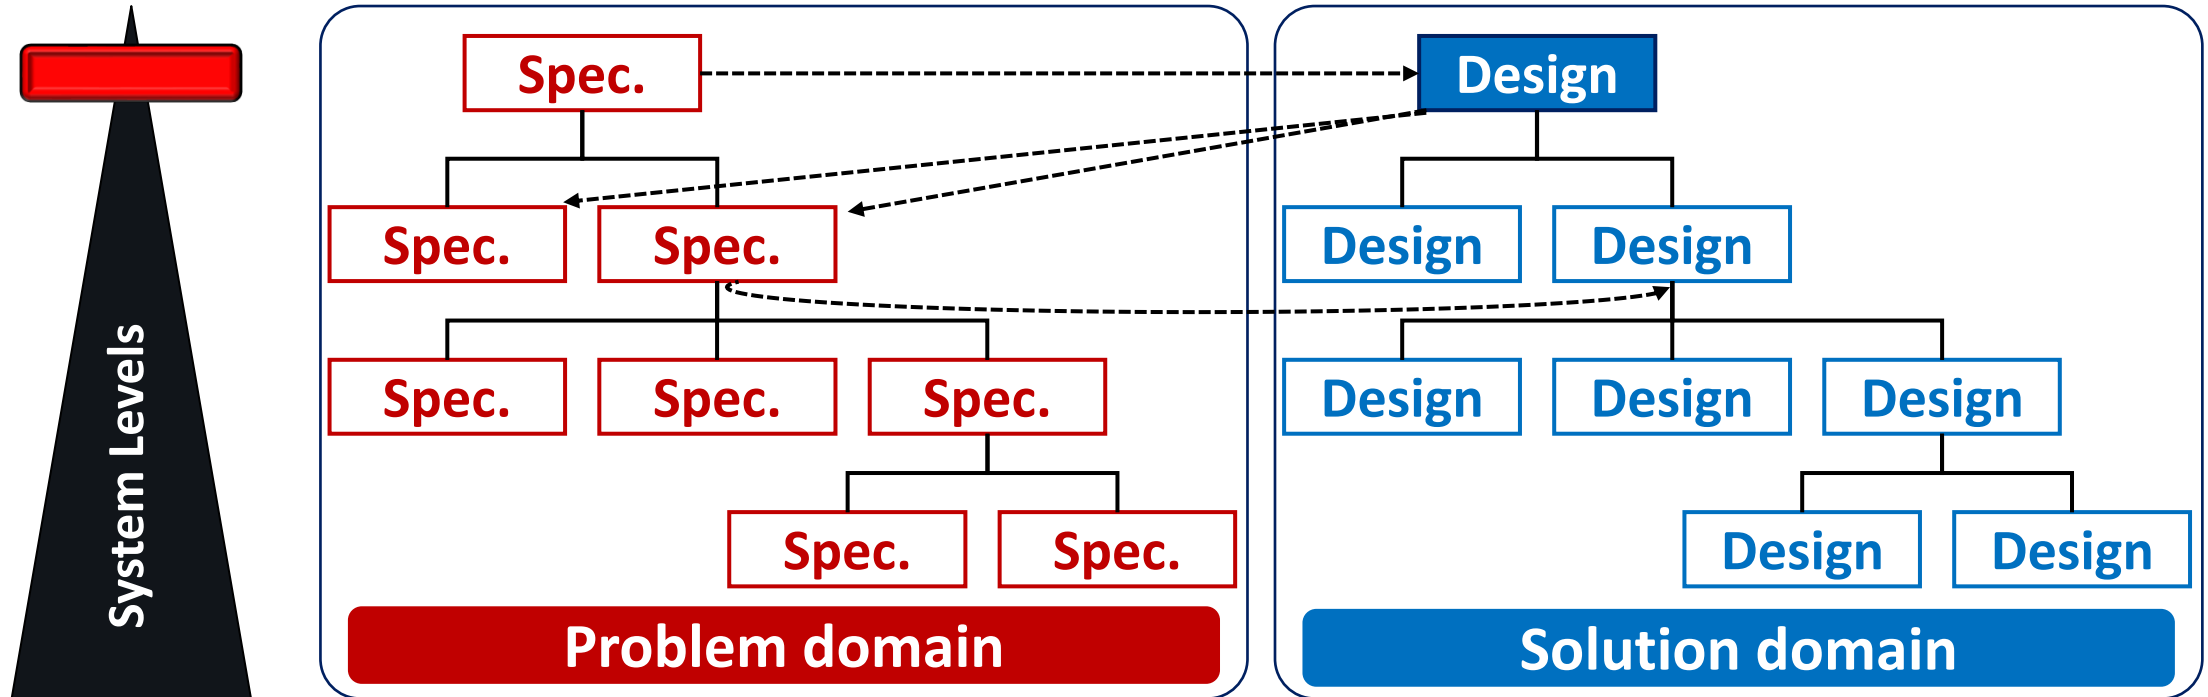 Spec.
Design
Spec.
Spec.
Design
Design
Spec.
Spec.
Spec.
Design
Design
Design
Spec.
Spec.
Design
Design
System Levels
Problem domain
Solution domain